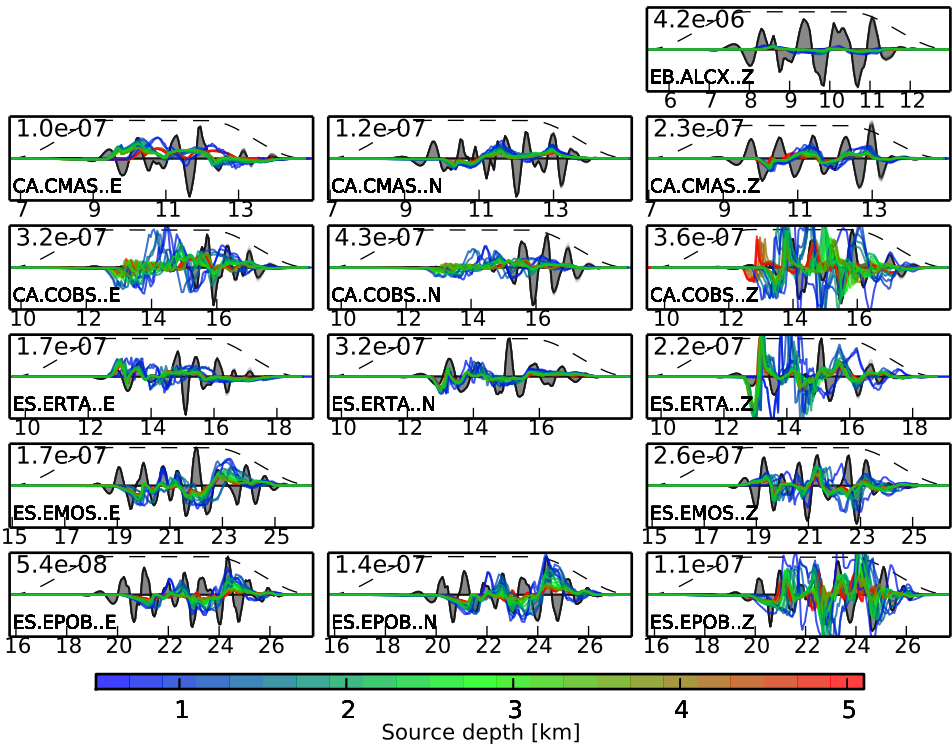 4.2e-06
EB.ALCX..Z
6 7 8 9 10 11 12
1.0e-07 1.2e-07 2.3e-07
CA.CMAS..E CA.CMAS..N CA.CMAS..Z
7 9 11 13 7 9 11 13 7 9 11 13
3.2e-07 4.3e-07 3.6e-07
CA.COBS..E CA.COBS..N CA.COBS..Z
10 12 14 16 10 12 14 16 10 12 14 16
1.7e-07 3.2e-07 2.2e-07
ES.ERTA..E ES.ERTA..N ES.ERTA..Z
10 12 14 16 18 10 12 14 16 10 12 14 16 18
1.7e-07 2.6e-07
ES.EMOS..E ES.EMOS..Z
15 17 19 21 23 25 15 17 19 21 23 25
5.4e-08 1.4e-07 1.1e-07
ES.EPOB..E ES.EPOB..N ES.EPOB..Z
16 18 20 22 24 26 16 18 20 22 24 26 16 18 20 22 24 26
1 2 3 4 5
Source depth [km]